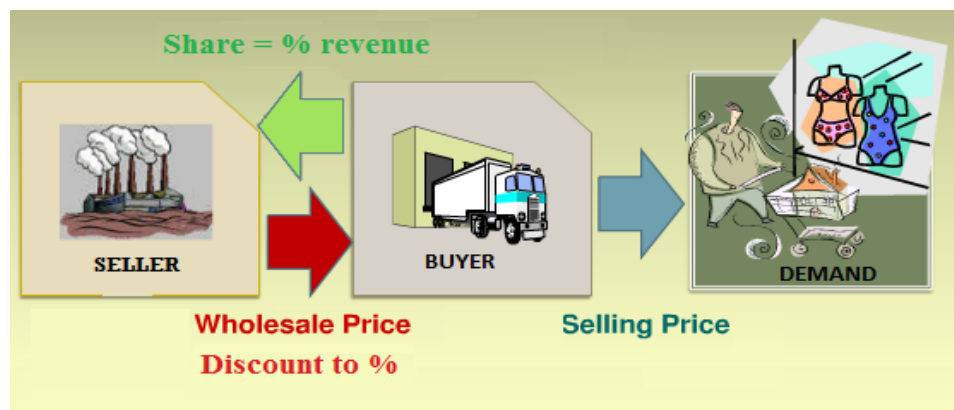 Share = % revenue
SELLER
BUYER
DEMAND
Wholesale Price
Selling Price
Discount to %